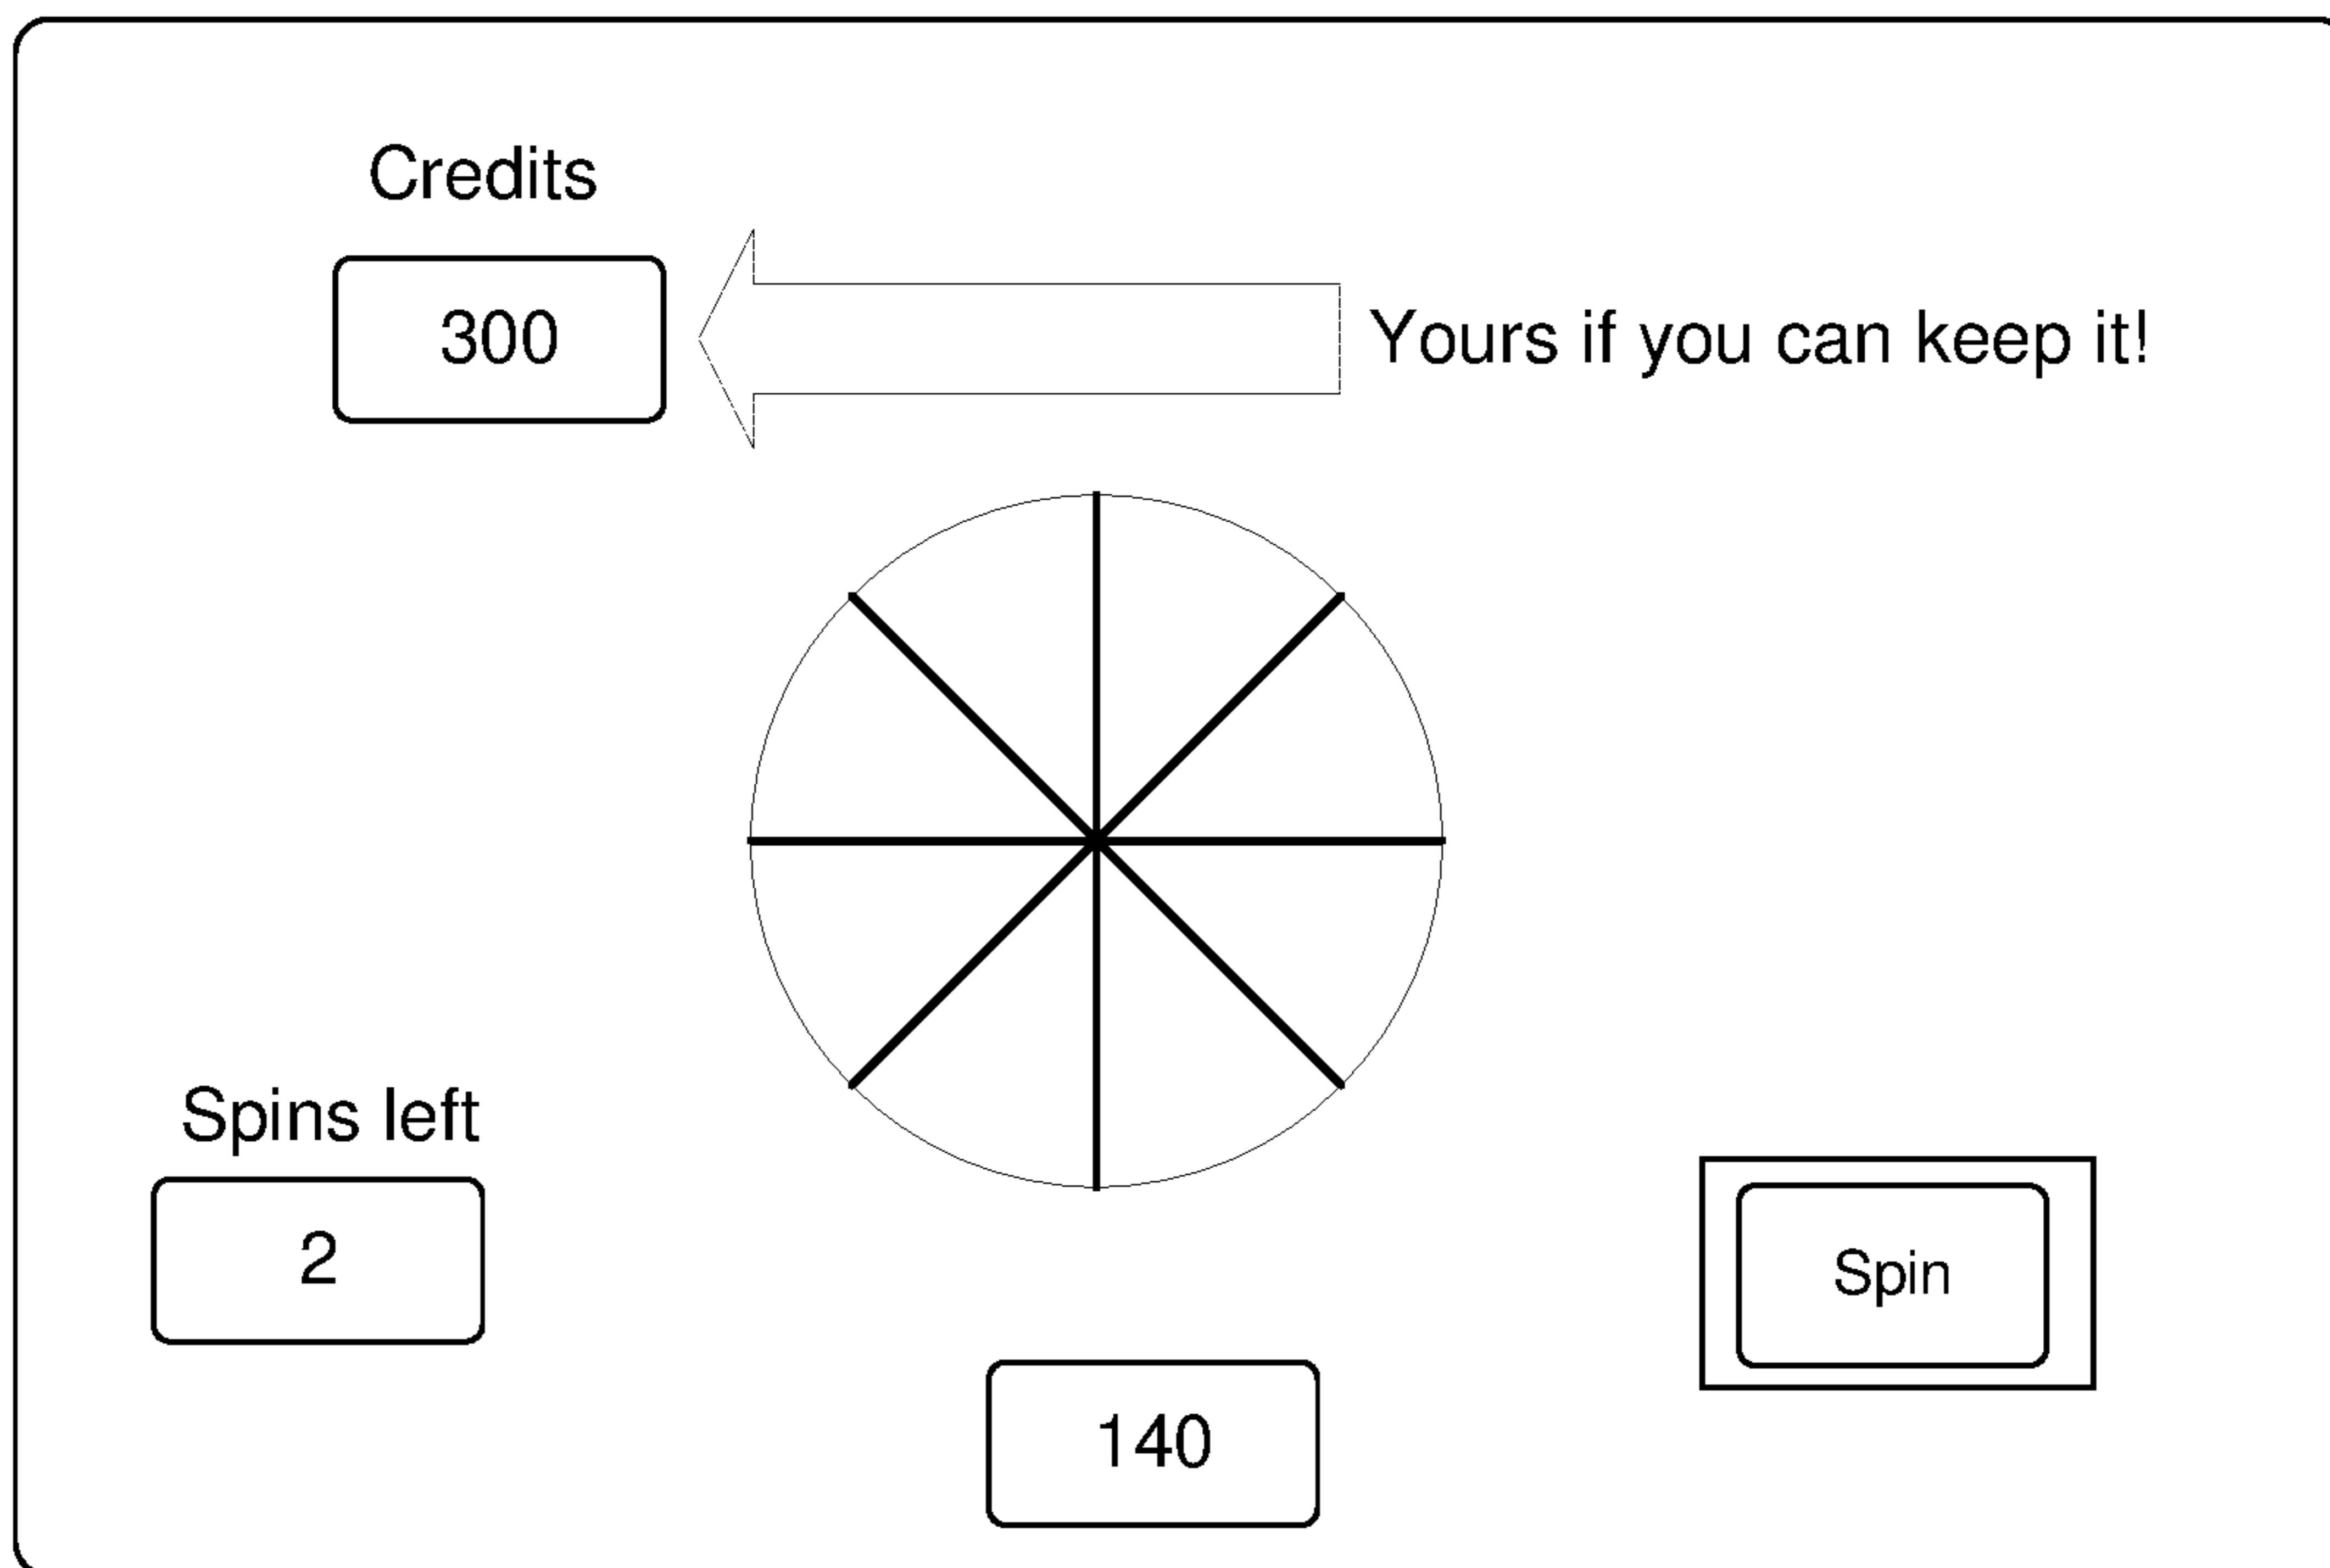 Credits
300
Yours if you can keep it!
Spins left
2
Spin
140